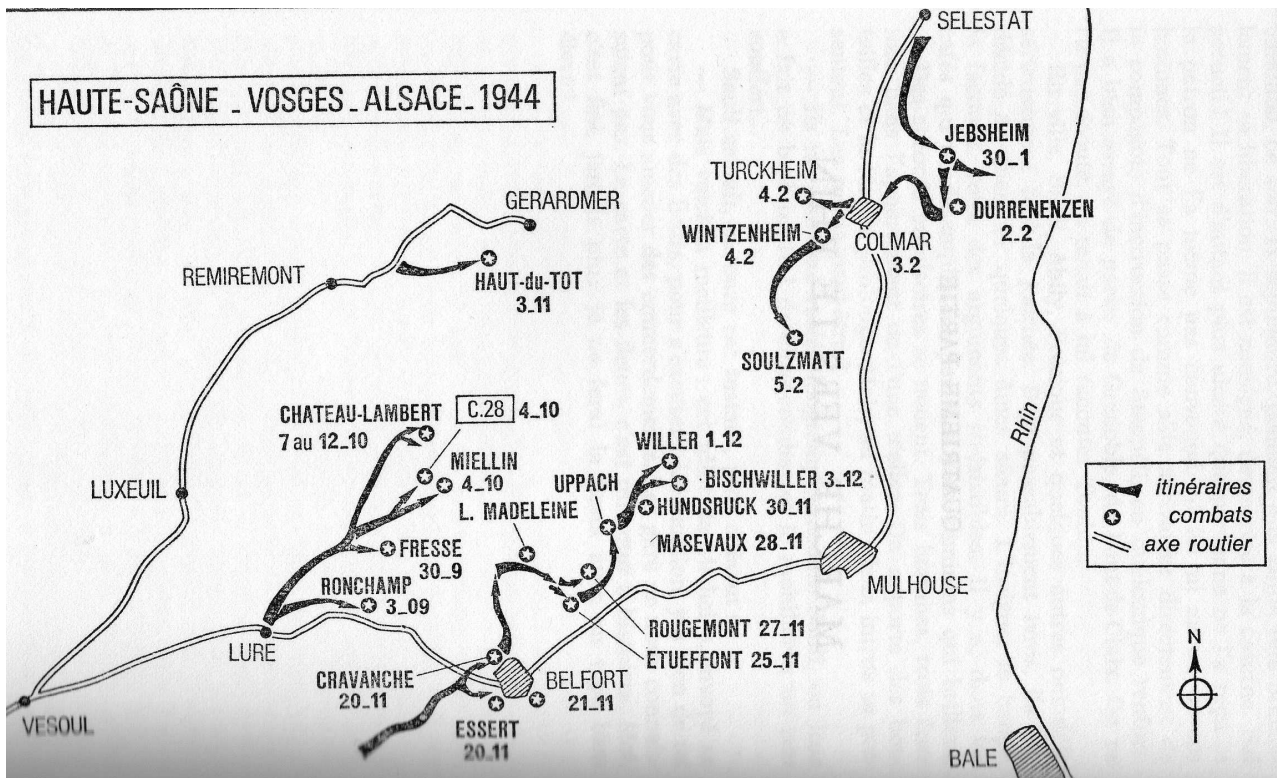 HAUTE-SAÔNE _ VOSGES _ ALSACE _ 1944
SELESTAT
JEBSHEIM
30_1
TURCKHEIM
4_2
DURRENENZEN
2_2
WINTZENHEIM
4_2
COLMAR
3_2
SOULZMATT
5_2
GERARDMER
REMIREMONT
HAUT-du-TOT
3_11
Rhin
CHATEAU-LAMBERT
7 au 12_10
C.28 4_10
MIELLIN
4_10
LUXEUIL
L. MADELEINE
UPPACH
WILLER 1_12
BISCHWILLER 3_12
HUNDSRUCK 30_11
MASEVAUX 28_11
FRESSE
30_9
RONCHAMP
3_09
MULHOUSE
LURE
ROUGEMONT 27_11
ETUEFFONT 25_11
CRAVANCHE
20_11
BELFORT
21_11
ESSERT
20_11
VESOUL
BALE
itinéraires
combats
axe routier
N